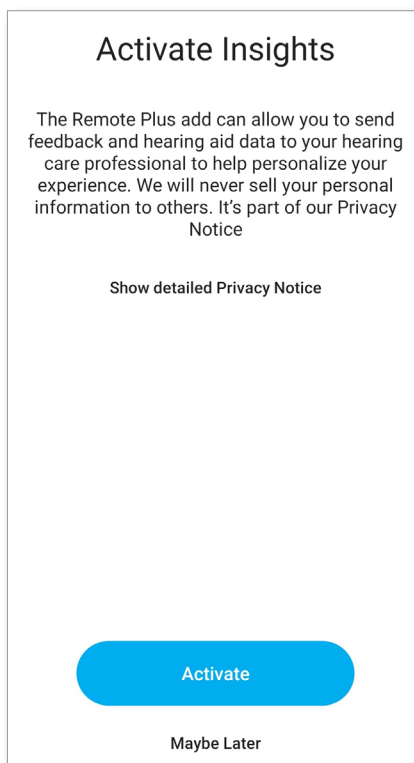 Activate Insights
The Remote Plus add can allow you to send
feedback and hearing aid data to your hearing
care professional to help personalize your
experience. We will never sell your personal
information to others. It’s part of our Privacy
Notice
Show detailed Privacy Notice
Activate
Maybe Later